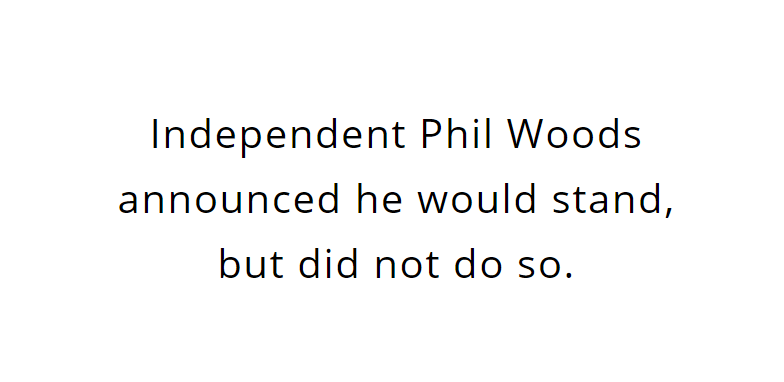 Independent Phil Woods
announced he would stand,
but did not do so.